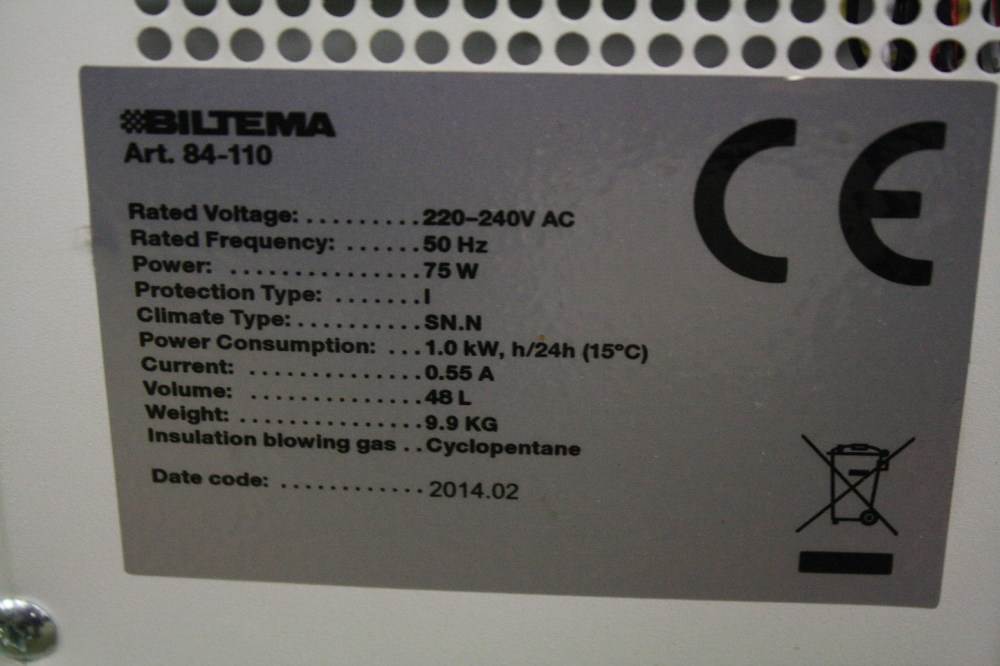 BILTEMA
Art. 84-110
Rated Voltage: .........220–240V AC
Rated Frequency: ......50 Hz
Power: ...............75 W
Protection Type: .......I
Climate Type:..........SN.N
Power Consumption: ...1.0 kW, h/24h (15°C)
Current: ..............0.55 A
Volume: ..............48 L
Weight: ...............9.9 KG
Insulation blowing gas ..Cyclopentane
Date code: ............2014.02
CE